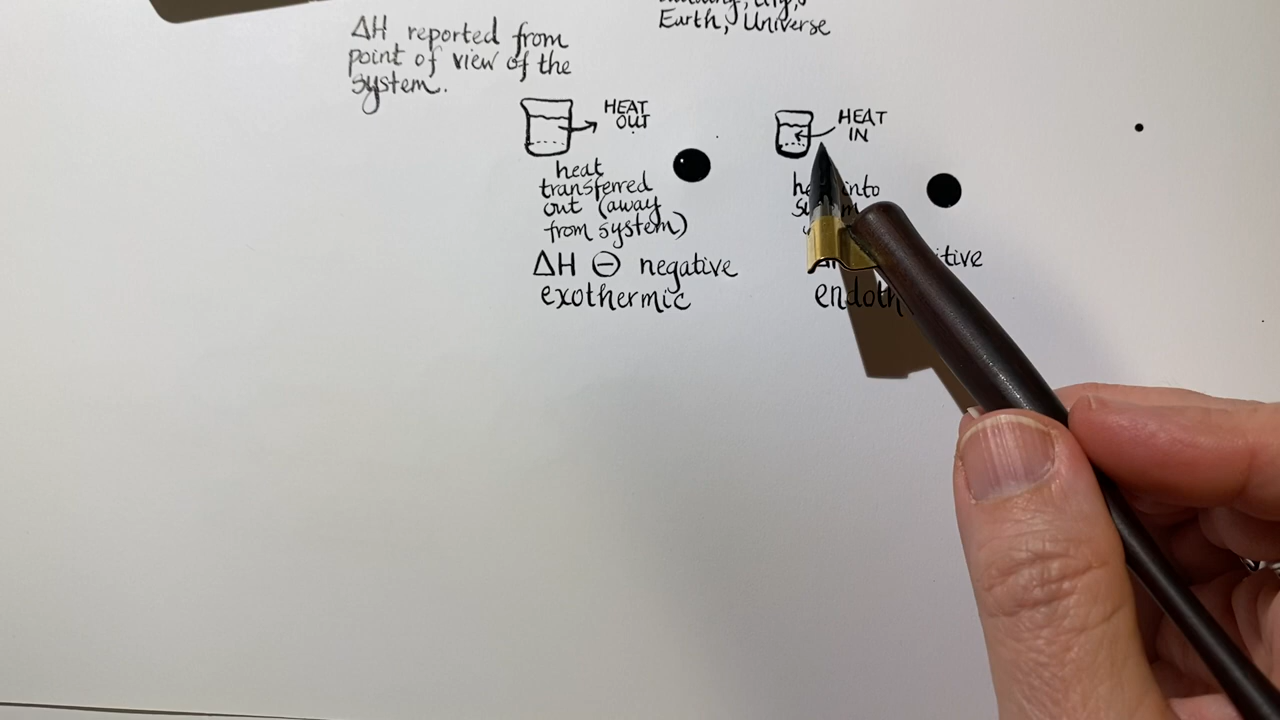 Earth, Universe
ΔH reported from
point of view of the
system.
HEAT
OUT
heat
transferred
out (away
from system)
ΔH ⊖ negative
exothermic
HEAT
IN
into